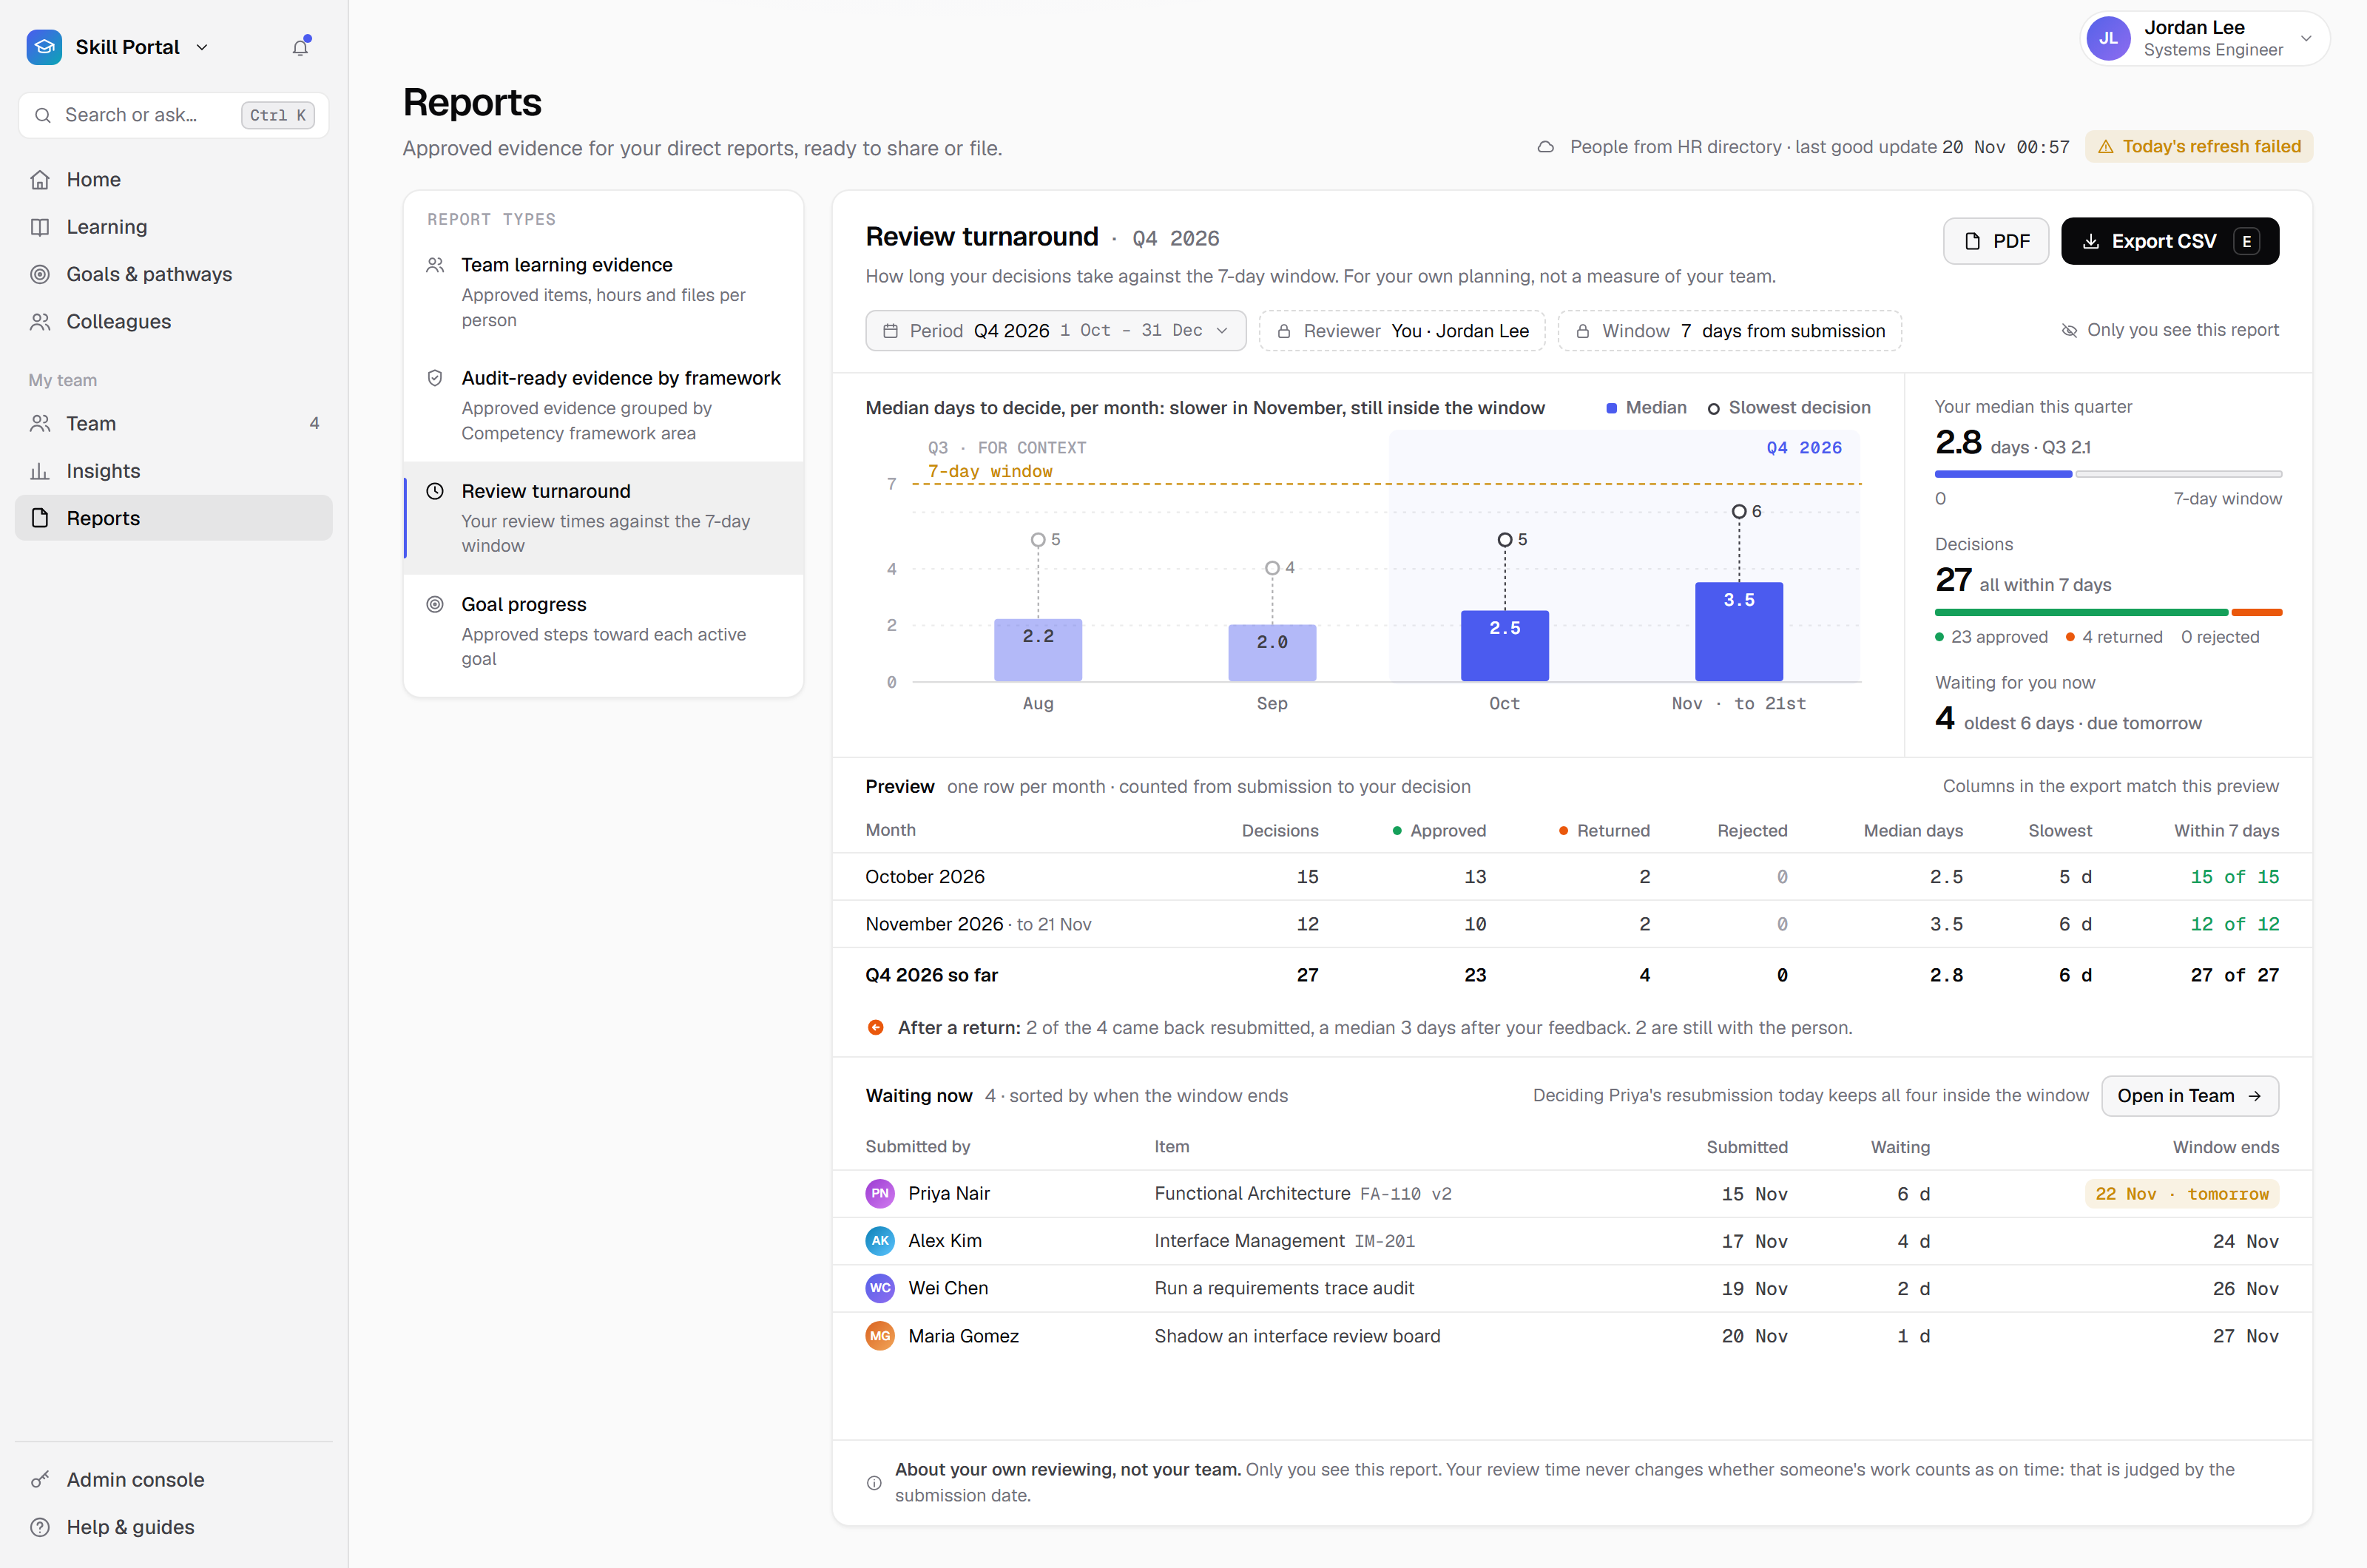 Skill Portal
Search or ask... Ctrl K
Home
Learning
Goals & pathways
Colleagues
My team
Team 4
Insights
Reports
Admin console
Help & guides
JL Jordan Lee
Systems Engineer
Reports
Approved evidence for your direct reports, ready to share or file.
People from HR directory · last good update 20 Nov 00:57 Today's refresh failed
REPORT TYPES
Team learning evidence
Approved items, hours and files per
person
Audit-ready evidence by framework
Approved evidence grouped by
Competency framework area
Review turnaround
Your review times against the 7-day
window
Goal progress
Approved steps toward each active
goal
Review turnaround · Q4 2026
PDF Export CSV E
How long your decisions take against the 7-day window. For your own planning, not a measure of your team.
Period Q4 2026 1 Oct – 31 Dec Reviewer You · Jordan Lee Window 7 days from submission Only you see this report
Median days to decide, per month: slower in November, still inside the window Median Slowest decision
Q3 · FOR CONTEXT Q4 2026
7-day window
7
6
5 5
4 4
3.5
2.5
2 2.2 2.0
0
Aug Sep Oct Nov · to 21st
Your median this quarter
2.8 days · Q3 2.1
0 7-day window
Decisions
27 all within 7 days
23 approved 4 returned 0 rejected
Waiting for you now
4 oldest 6 days · due tomorrow
Preview one row per month · counted from submission to your decision Columns in the export match this preview
Month Decisions Approved Returned Rejected Median days Slowest Within 7 days
October 2026 15 13 2 0 2.5 5 d 15 of 15
November 2026 · to 21 Nov 12 10 2 0 3.5 6 d 12 of 12
Q4 2026 so far 27 23 4 0 2.8 6 d 27 of 27
After a return: 2 of the 4 came back resubmitted, a median 3 days after your feedback. 2 are still with the person.
Waiting now 4 · sorted by when the window ends Deciding Priya's resubmission today keeps all four inside the window Open in Team
Submitted by Item Submitted Waiting Window ends
PN Priya Nair Functional Architecture FA-110 v2 15 Nov 6 d 22 Nov · tomorrow
AK Alex Kim Interface Management IM-201 17 Nov 4 d 24 Nov
WC Wei Chen Run a requirements trace audit 19 Nov 2 d 26 Nov
MG Maria Gomez Shadow an interface review board 20 Nov 1 d 27 Nov
About your own reviewing, not your team. Only you see this report. Your review time never changes whether someone's work counts as on time: that is judged by the
submission date.